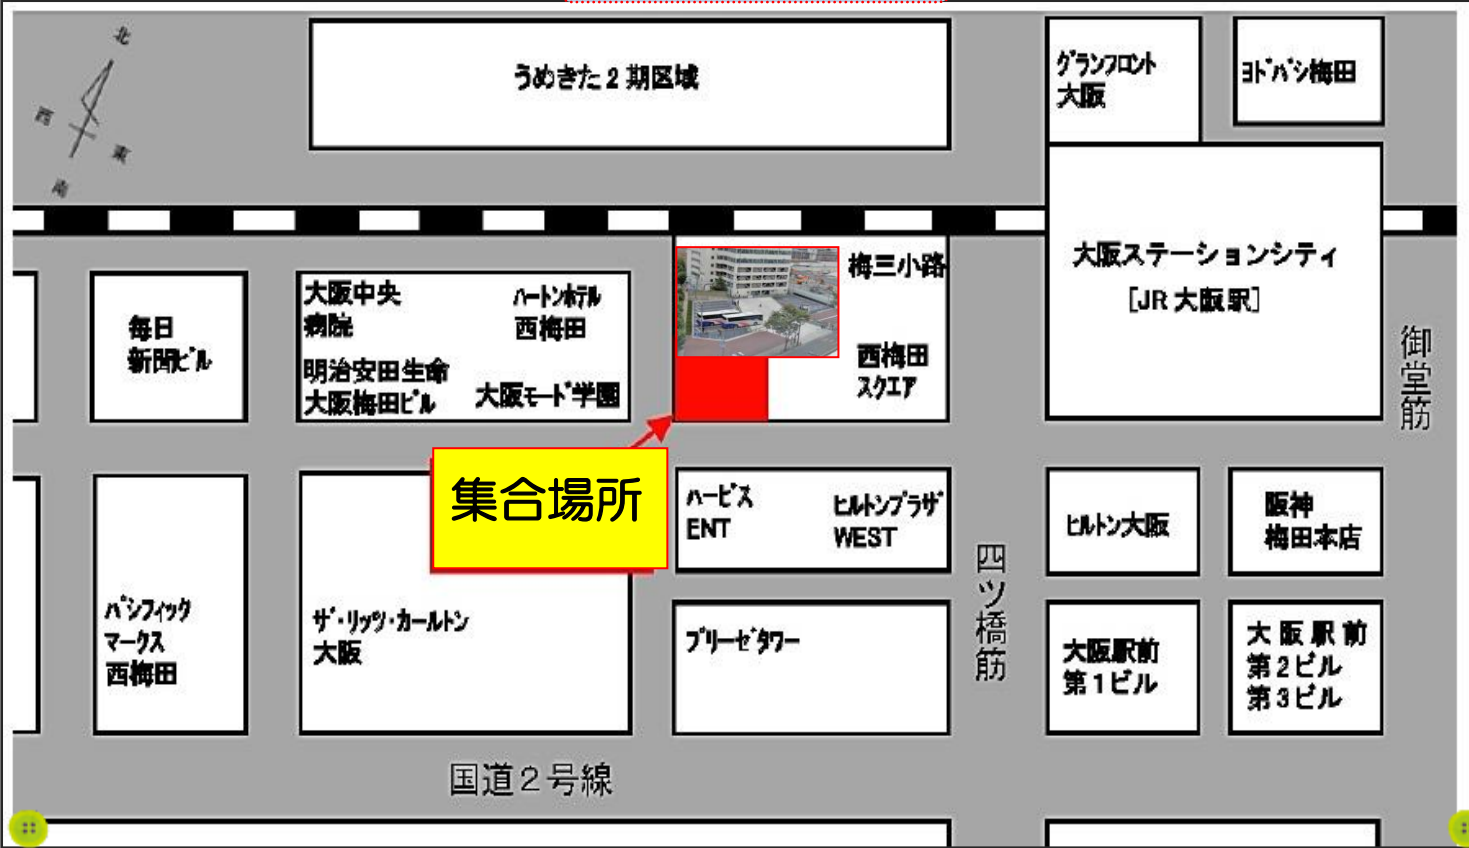 北
西
東
南
うめきた2期区域
グランフロント
大阪
ヨドバシ梅田
大阪ステーションシティ
[JR大阪駅]
御堂筋
梅三小路
西梅田
スクエア
毎日
新聞ビル
大阪中央
病院
ハートンホテル
西梅田
明治安田生命
大阪梅田ビル
大阪モード学園
集合場所
ハービス
ENT
ヒルトンプラザ
WEST
ヒルトン大阪
阪神
梅田本店
四ツ橋筋
パシフィック
マークス
西梅田
ザ・リッツ・カールトン
大阪
ブリーゼタワー
大阪駅前
第1ビル
大阪駅前
第2ビル
第3ビル
国道2号線